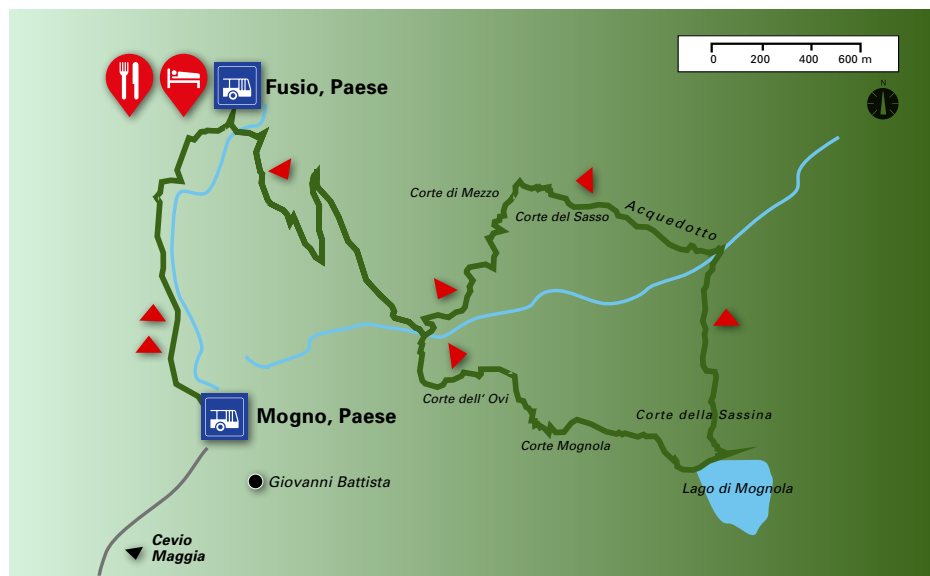 0 200 400 600 m
N
Fusio, Paese
Corte di Mezzo
Corte del Sasso
Acquedotto
Corte dell‘ Ovi
Mogno, Paese
Corte della Sassina
Corte Mognola
Giovanni Battista
Lago di Mognola
Cevio
Maggia